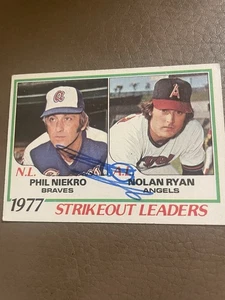 N.L.
PHIL NIEKRO
BRAVES
NOLAN RYAN
ANGELS
1977 STRIKEOUT LEADERS